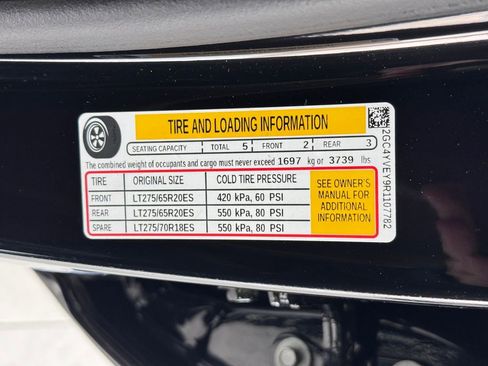 TIRE AND LOADING INFORMATION
SEATING CAPACITY TOTAL 5 FRONT 2 REAR 3
The combined weight of occupants and cargo must never exceed 1697 kg or 3739 lbs
TIRE ORIGINAL SIZE COLD TIRE PRESSURE
FRONT LT275/65R20ES 420 kPa, 60 PSI
REAR LT275/65R20ES 550 kPa, 80 PSI
SPARE LT275/70R18ES 550 kPa, 80 PSI
SEE OWNER'S
MANUAL FOR
ADDITIONAL
INFORMATION
2GC4YVEY9R1107782